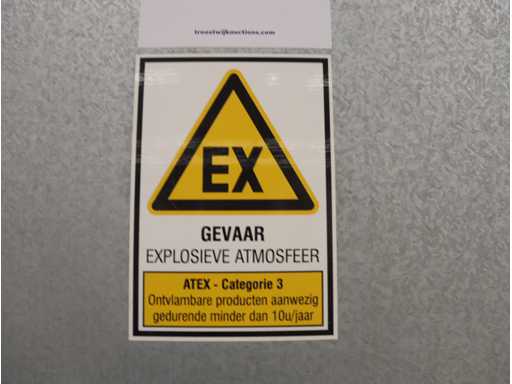 troostwijkauctions.com
EX
GEVAAR
EXPLOSIEVE ATMOSFEER
ATEX - Categorie 3
Ontvlambare producten aanwezig
gedurende minder dan 10u/jaar